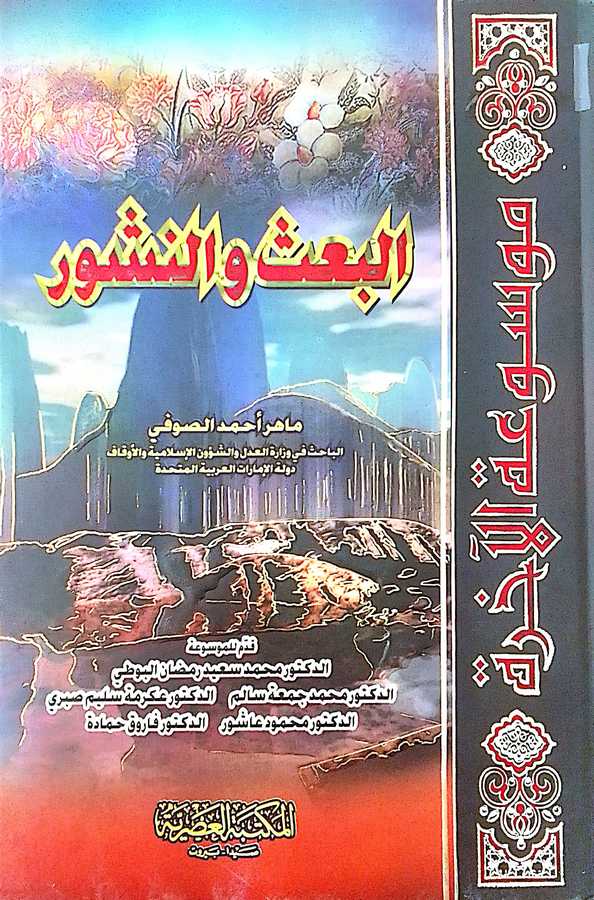 موسوعة الآخرة
البعث والنشور
ماهر أحمد الصوفي
الباحث في وزارة العدل والشؤون الإسلامية والأوقاف
دولة الإمارات العربية المتحدة
قدّم للموسوعة
الدكتور محمد سعيد رمضان البوطي
الدكتور محمد جمعة سالم الدكتور عكرمة سليم صبري
الدكتور محمود عاشور الدكتور فاروق حمادة
المكتبة العصرية
صيدا - بيروت